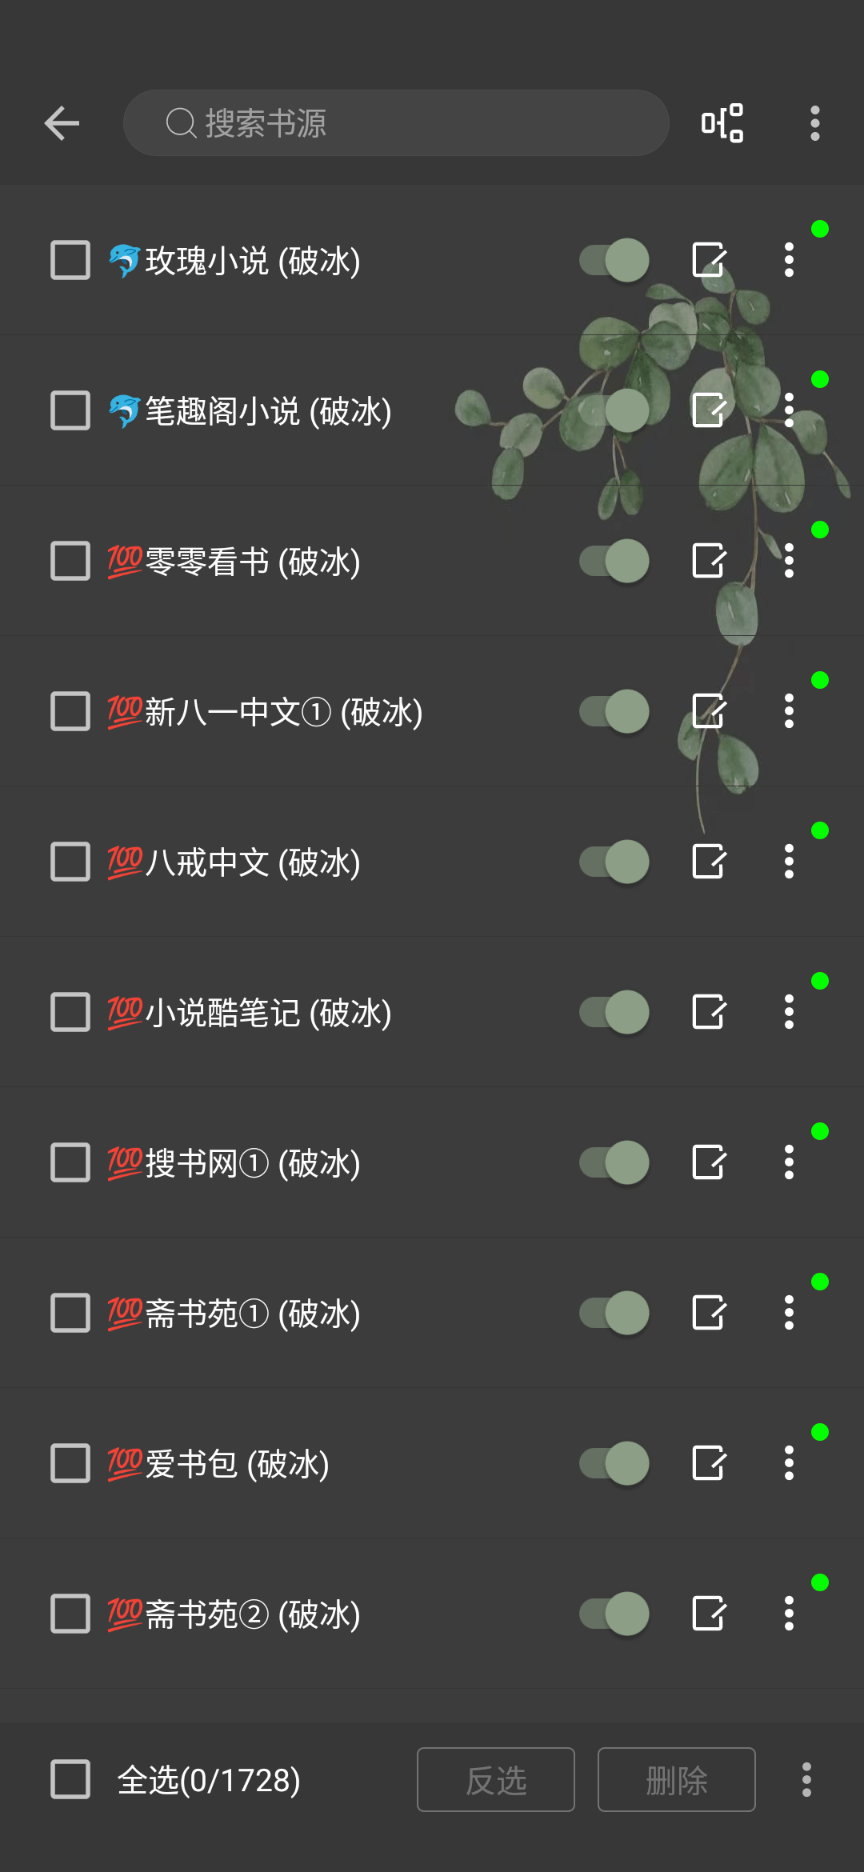 搜索书源
🐬玫瑰小说 (破冰)
🐬笔趣阁小说 (破冰)
💯零零看书 (破冰)
💯新八一中文① (破冰)
💯八戒中文 (破冰)
💯小说酷笔记 (破冰)
💯搜书网① (破冰)
💯斋书苑① (破冰)
💯爱书包 (破冰)
💯斋书苑② (破冰)
全选(0/1728) 反选 删除